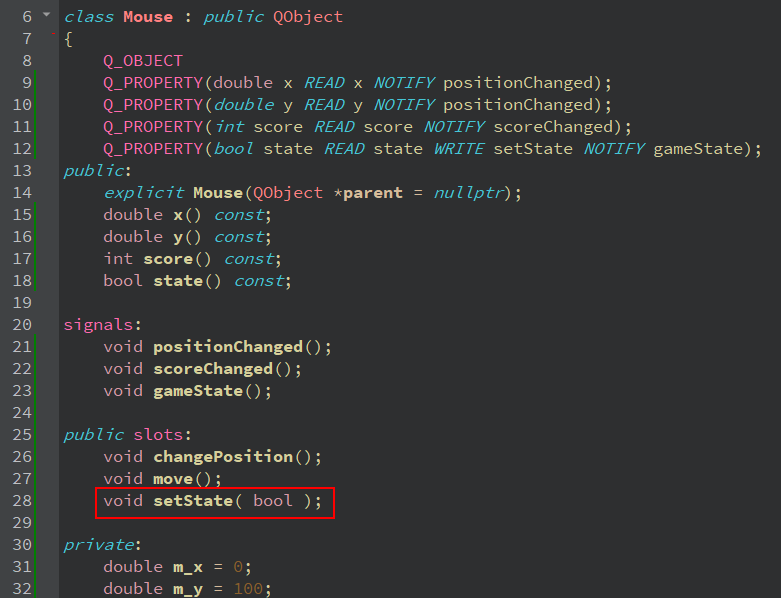 6 class Mouse : public QObject
7 {
8 Q_OBJECT
9 Q_PROPERTY(double x READ x NOTIFY positionChanged);
10 Q_PROPERTY(double y READ y NOTIFY positionChanged);
11 Q_PROPERTY(int score READ score NOTIFY scoreChanged);
12 Q_PROPERTY(bool state READ state WRITE setState NOTIFY gameState);
13 public:
14 explicit Mouse(QObject *parent = nullptr);
15 double x() const;
16 double y() const;
17 int score() const;
18 bool state() const;
19
20 signals:
21 void positionChanged();
22 void scoreChanged();
23 void gameState();
24
25 public slots:
26 void changePosition();
27 void move();
28 void setState( bool );
29
30 private:
31 double m_x = 0;
32 double m_y = 100;